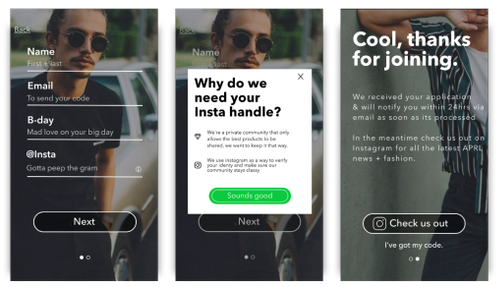 Back
Name
First + last
Email
To send your code
B-day
Mad love on your big day
@Insta
Gotta peep the gram
Next
Back
Name
X
Why do we
need your
Insta handle?
We're a private community that only
allows the best products to be
shared, we want to keep it that way.
We use instagram as a way to verify
your identy and make sure our
community stays classy.
Sounds good
Next
Cool, thanks
for joining.
We received your application
& will notify you within 24hrs via
email as soon as its processed
In the meantime check us out on
Instagram for all the latest APRL
news + fashion.
Check us out
I've got my code.